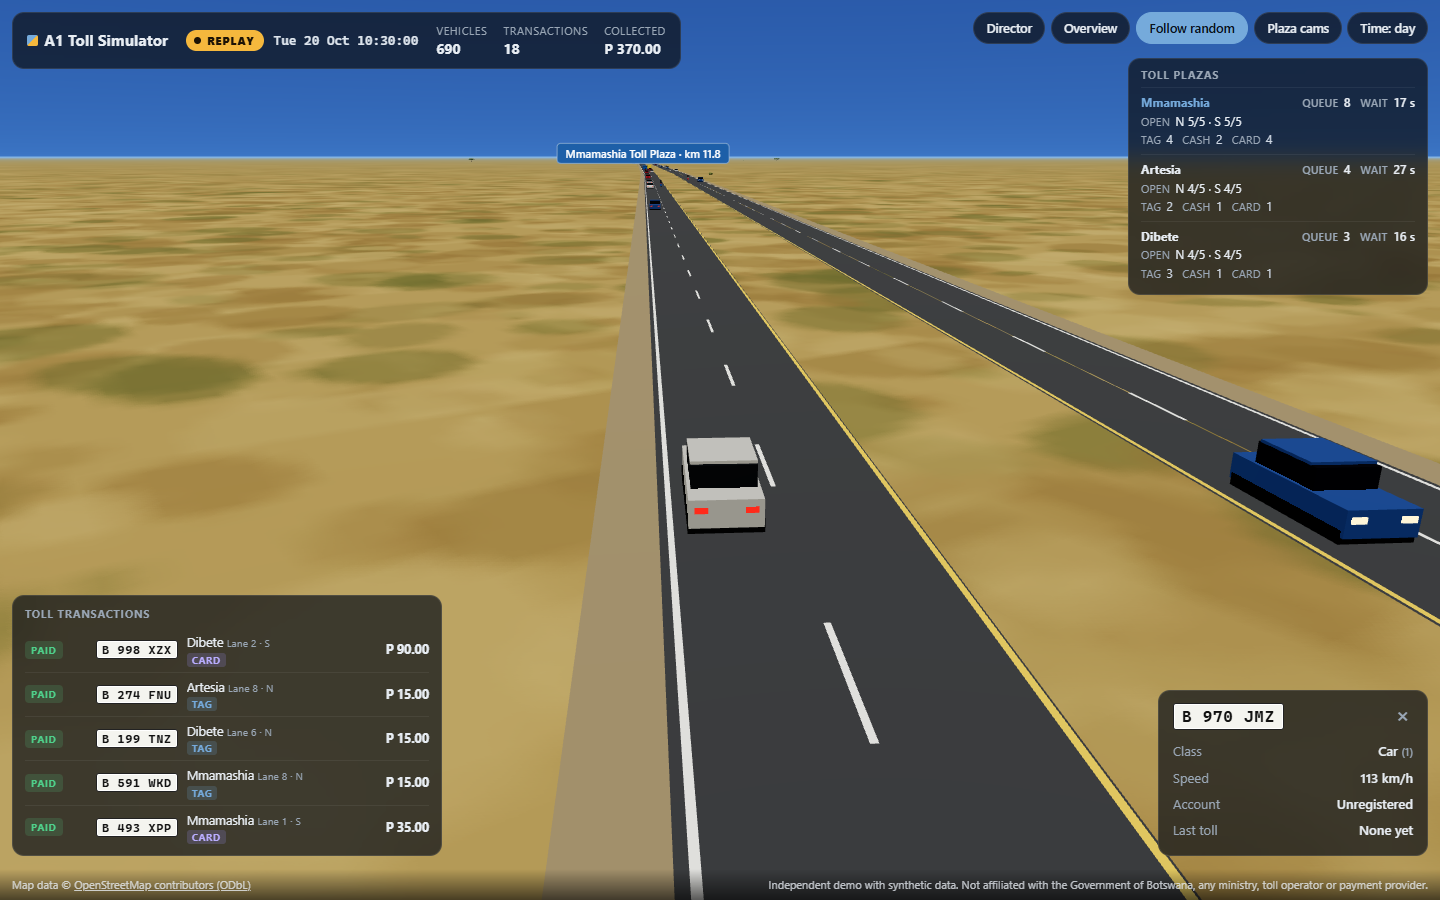 A1 Toll Simulator
REPLAY
Tue 20 Oct 10:30:00
VEHICLES
690
TRANSACTIONS
18
COLLECTED
P 370.00
Director
Overview
Follow random
Plaza cams
Time: day
TOLL PLAZAS
Mmamashia QUEUE 8 WAIT 17 s
OPEN N 5/5 · S 5/5
TAG 4 CASH 2 CARD 4
Artesia QUEUE 4 WAIT 27 s
OPEN N 4/5 · S 4/5
TAG 2 CASH 1 CARD 1
Dibete QUEUE 3 WAIT 16 s
OPEN N 4/5 · S 4/5
TAG 3 CASH 1 CARD 1
Mmamashia Toll Plaza · km 11.8
TOLL TRANSACTIONS
PAID B 998 XZX Dibete Lane 2 · S P 90.00
CARD
PAID B 274 FNU Artesia Lane 8 · N P 15.00
TAG
PAID B 199 TNZ Dibete Lane 6 · N P 15.00
TAG
PAID B 591 WKD Mmamashia Lane 8 · N P 15.00
TAG
PAID B 493 XPP Mmamashia Lane 1 · S P 35.00
CARD
B 970 JMZ ×
Class Car (1)
Speed 113 km/h
Account Unregistered
Last toll None yet
Map data © OpenStreetMap contributors (ODbL)
Independent demo with synthetic data. Not affiliated with the Government of Botswana, any ministry, toll operator or payment provider.